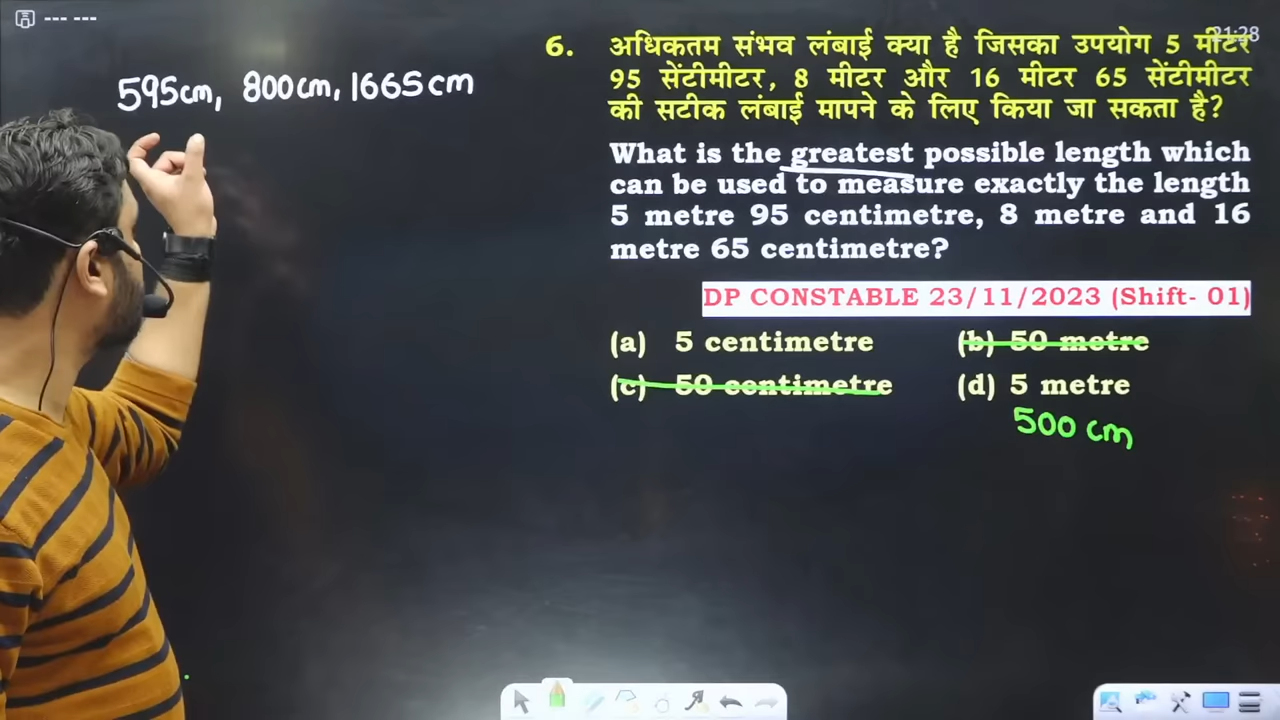 --- ---
21:28
595cm, 800cm, 1665cm
6. अधिकतम संभव लंबाई क्या है जिसका उपयोग 5 मीटर
95 सेंटीमीटर, 8 मीटर और 16 मीटर 65 सेंटीमीटर
की सटीक लंबाई मापने के लिए किया जा सकता है?
What is the greatest possible length which
can be used to measure exactly the length
5 metre 95 centimetre, 8 metre and 16
metre 65 centimetre?
DP CONSTABLE 23/11/2023 (Shift- 01)
(a) 5 centimetre (b) 50 metre
(c) 50 centimetre (d) 5 metre
500 cm